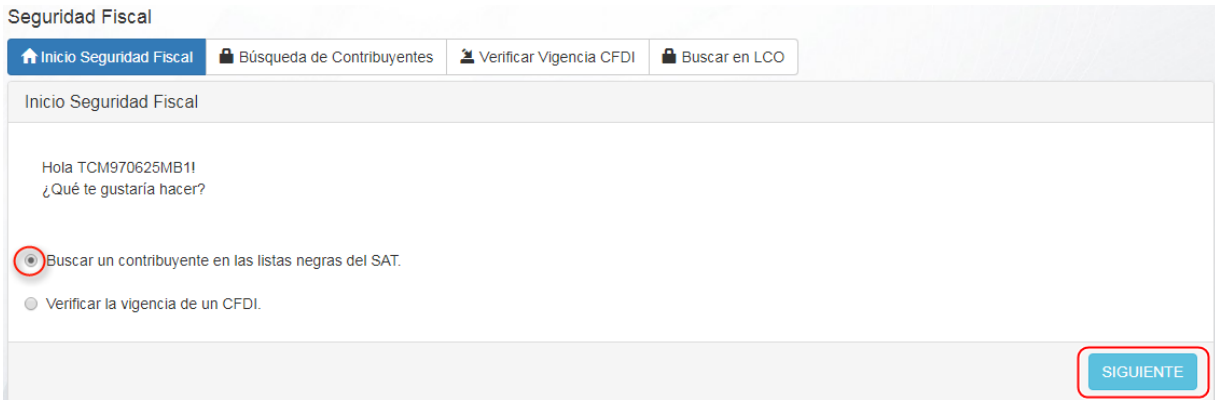 Seguridad Fiscal
Inicio Seguridad Fiscal Búsqueda de Contribuyentes Verificar Vigencia CFDI Buscar en LCO
Inicio Seguridad Fiscal
Hola TCM970625MB1!
¿Qué te gustaría hacer?
Buscar un contribuyente en las listas negras del SAT.
Verificar la vigencia de un CFDI.
SIGUIENTE